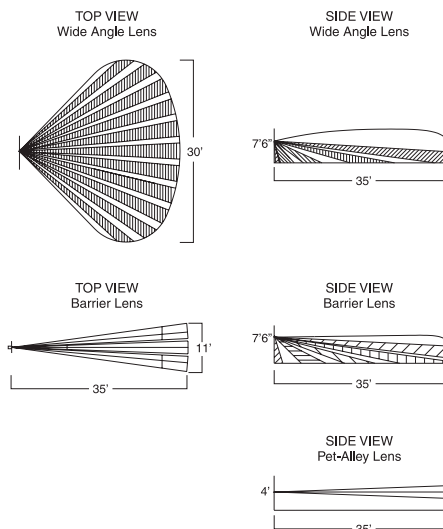 TOP VIEW
Wide Angle Lens
30'
SIDE VIEW
Wide Angle Lens
7'6"
35'
TOP VIEW
Barrier Lens
11'
35'
SIDE VIEW
Barrier Lens
7'6"
35'
SIDE VIEW
Pet-Alley Lens
4'
35'